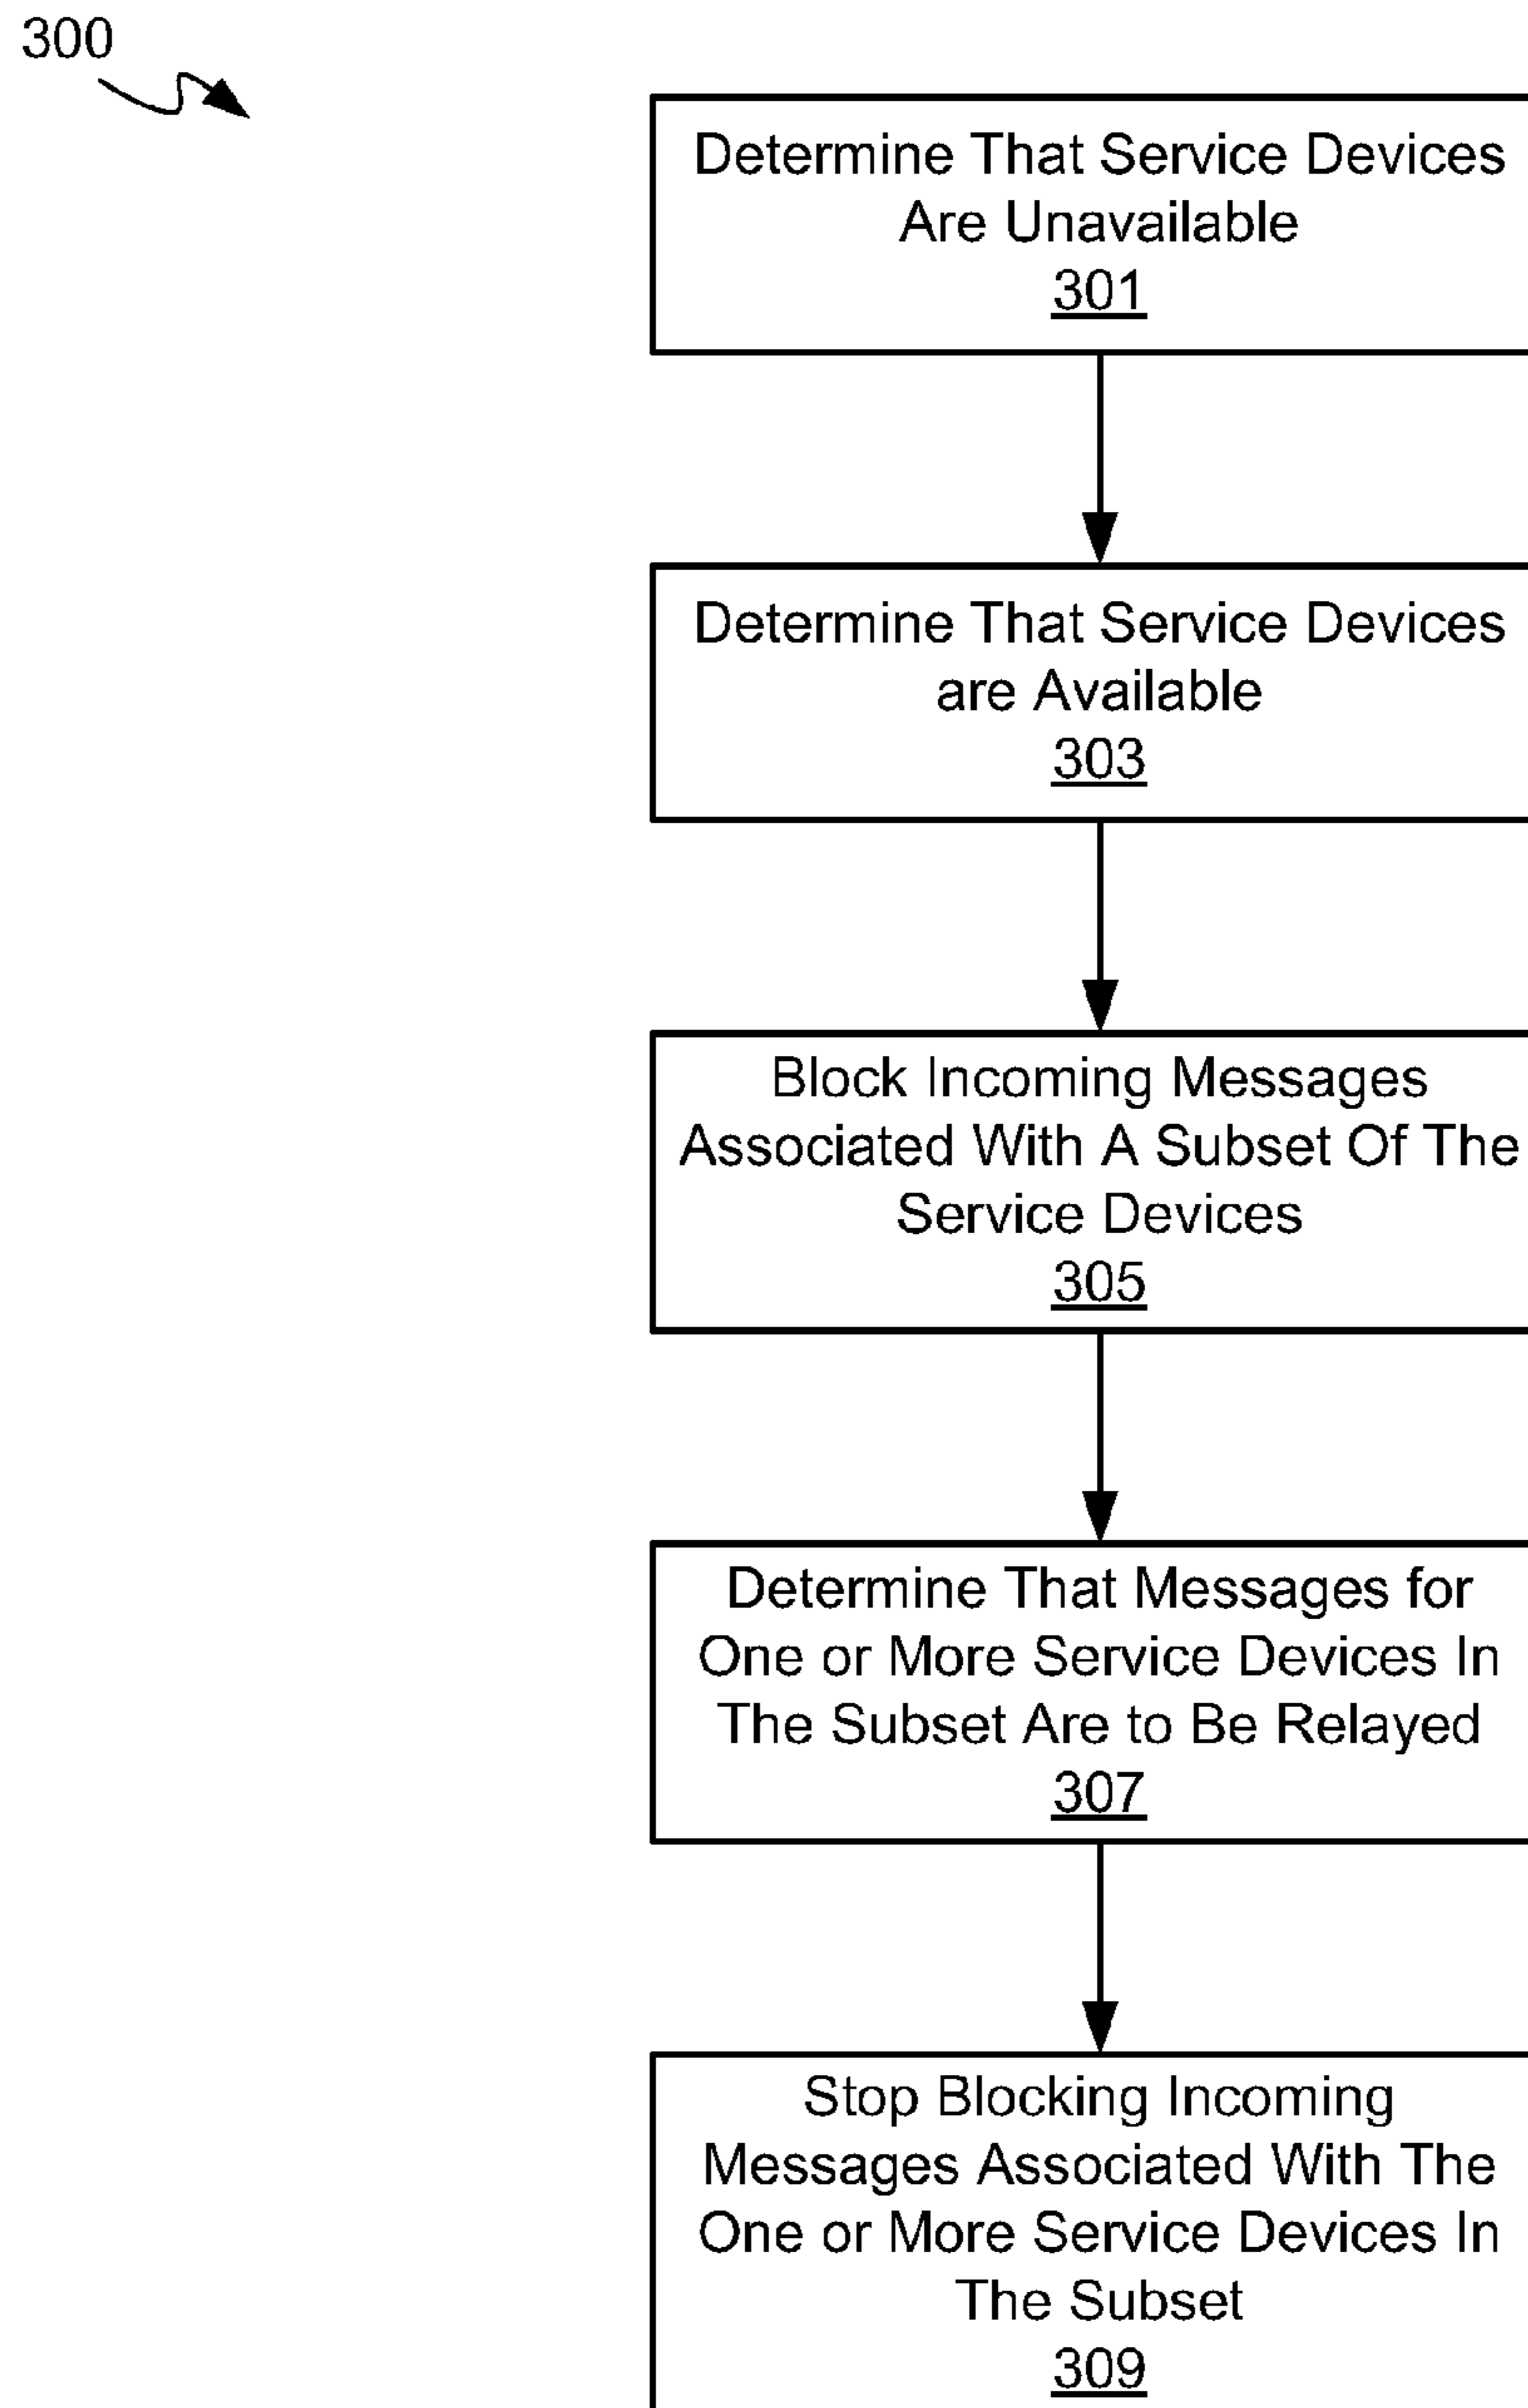 300
Determine That Service Devices
Are Unavailable
301
Determine That Service Devices
are Available
303
Block Incoming Messages
Associated With A Subset Of The
Service Devices
305
Determine That Messages for
One or More Service Devices In
The Subset Are to Be Relayed
307
Stop Blocking Incoming
Messages Associated With The
One or More Service Devices In
The Subset
309